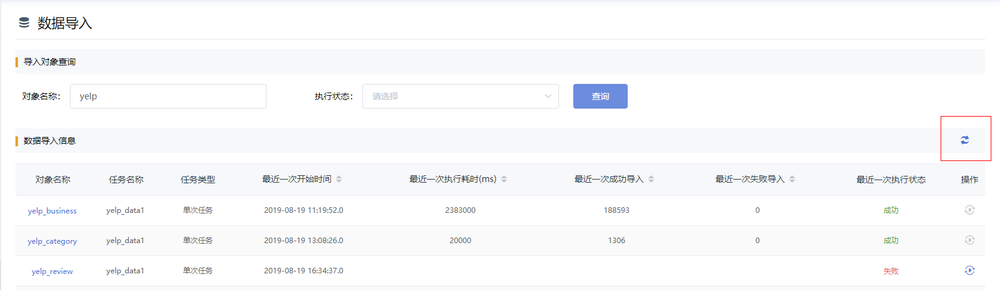 数据导入
导入对象查询
对象名称： yelp 执行状态： 请选择 查询
数据导入信息
对象名称 任务名称 任务类型 最近一次开始时间 最近一次执行耗时(ms) 最近一次成功导入 最近一次失败导入 最近一次执行状态 操作
yelp_business yelp_data1 单次任务 2019-08-19 11:19:52.0 2383000 188593 0 成功
yelp_category yelp_data1 单次任务 2019-08-19 13:08:26.0 20000 1306 0 成功
yelp_review yelp_data1 单次任务 2019-08-19 16:34:37.0 失败